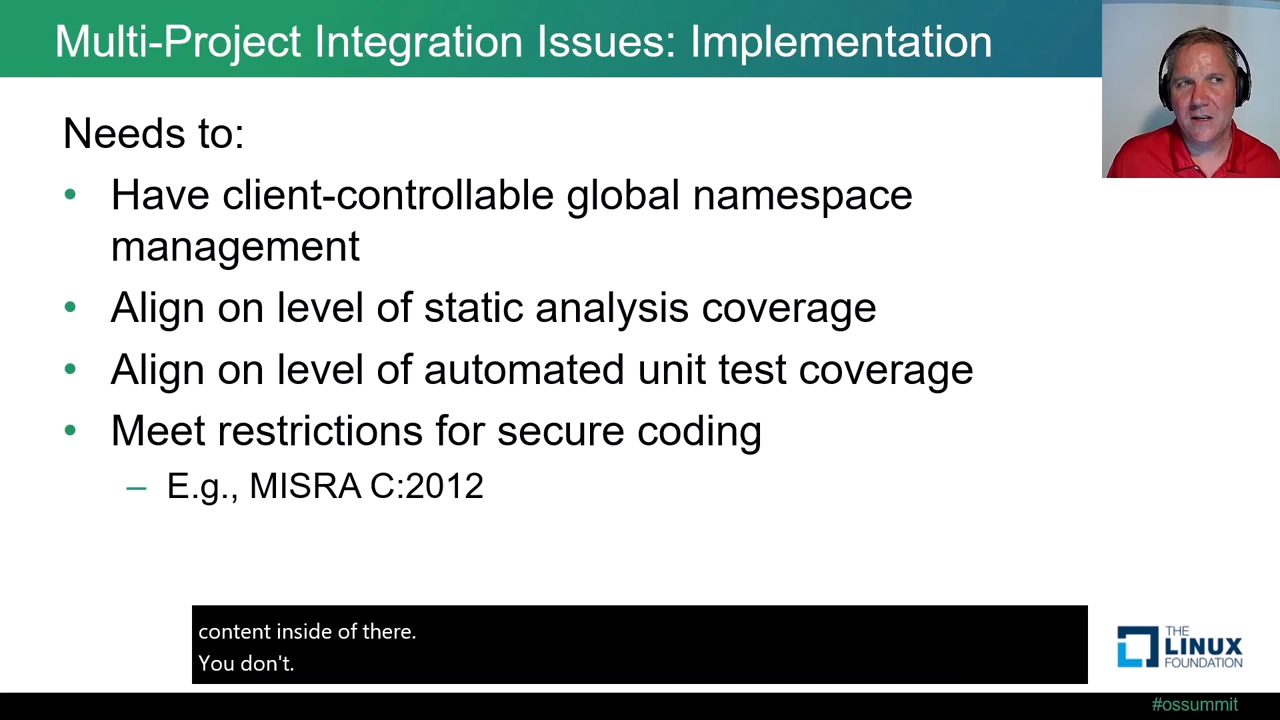 Multi-Project Integration Issues: Implementation
Needs to:
• Have client-controllable global namespace
management
• Align on level of static analysis coverage
• Align on level of automated unit test coverage
• Meet restrictions for secure coding
– E.g., MISRA C:2012
content inside of there.
You don't.
THE
LINUX
FOUNDATION
#ossummit